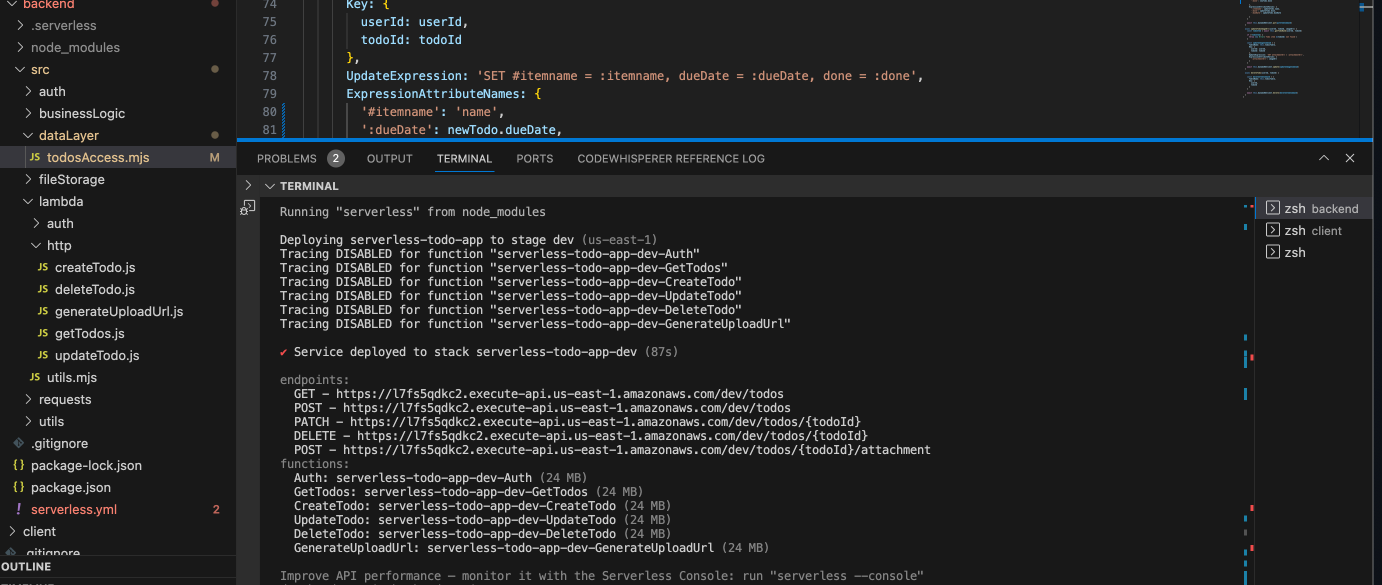 backend
.serverless
node_modules
src
auth
businessLogic
dataLayer
JS todosAccess.mjs M
fileStorage
lambda
auth
http
JS createTodo.js
JS deleteTodo.js
JS generateUploadUrl.js
JS getTodos.js
JS updateTodo.js
JS utils.mjs
requests
utils
.gitignore
{} package-lock.json
{} package.json
! serverless.yml 2
client
.gitignore
OUTLINE
74 Key: {
75 userId: userId,
76 todoId: todoId
77 },
78 UpdateExpression: 'SET #itemname = :itemname, dueDate = :dueDate, done = :done',
79 ExpressionAttributeNames: {
80 '#itemname': 'name',
81 ':dueDate': newTodo.dueDate,
PROBLEMS 2 OUTPUT TERMINAL PORTS CODEWHISPERER REFERENCE LOG
TERMINAL
Running "serverless" from node_modules
Deploying serverless-todo-app to stage dev (us-east-1)
Tracing DISABLED for function "serverless-todo-app-dev-Auth"
Tracing DISABLED for function "serverless-todo-app-dev-GetTodos"
Tracing DISABLED for function "serverless-todo-app-dev-CreateTodo"
Tracing DISABLED for function "serverless-todo-app-dev-UpdateTodo"
Tracing DISABLED for function "serverless-todo-app-dev-DeleteTodo"
Tracing DISABLED for function "serverless-todo-app-dev-GenerateUploadUrl"
✔ Service deployed to stack serverless-todo-app-dev (87s)
endpoints:
GET - https://l7fs5qdkc2.execute-api.us-east-1.amazonaws.com/dev/todos
POST - https://l7fs5qdkc2.execute-api.us-east-1.amazonaws.com/dev/todos
PATCH - https://l7fs5qdkc2.execute-api.us-east-1.amazonaws.com/dev/todos/{todoId}
DELETE - https://l7fs5qdkc2.execute-api.us-east-1.amazonaws.com/dev/todos/{todoId}
POST - https://l7fs5qdkc2.execute-api.us-east-1.amazonaws.com/dev/todos/{todoId}/attachment
functions:
Auth: serverless-todo-app-dev-Auth (24 MB)
GetTodos: serverless-todo-app-dev-GetTodos (24 MB)
CreateTodo: serverless-todo-app-dev-CreateTodo (24 MB)
UpdateTodo: serverless-todo-app-dev-UpdateTodo (24 MB)
DeleteTodo: serverless-todo-app-dev-DeleteTodo (24 MB)
GenerateUploadUrl: serverless-todo-app-dev-GenerateUploadUrl (24 MB)
Improve API performance – monitor it with the Serverless Console: run "serverless --console"
zsh backend
zsh client
zsh